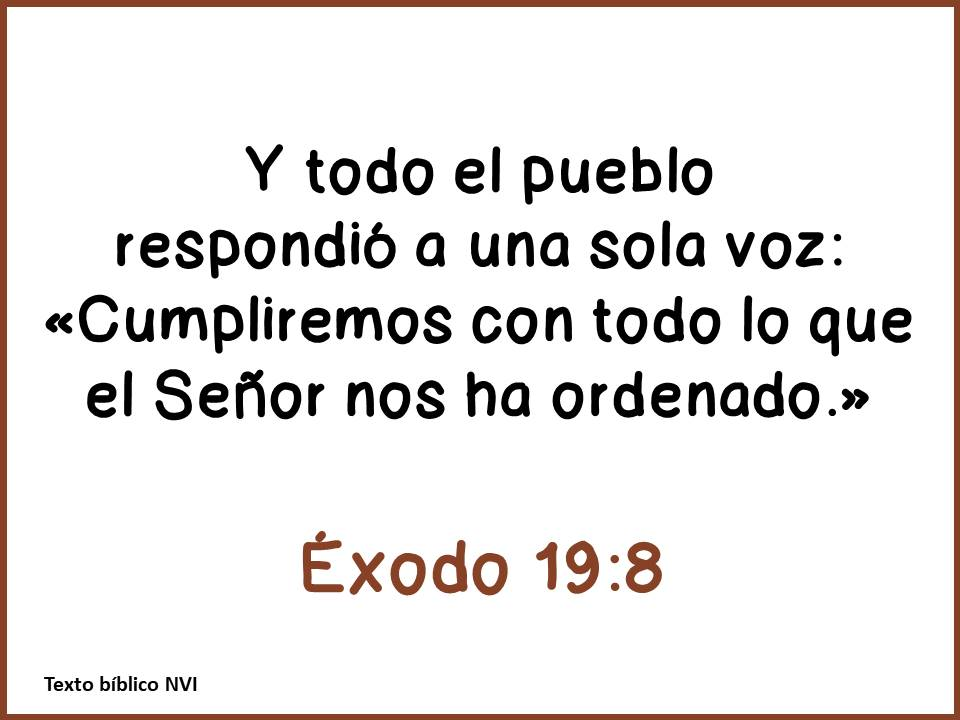 Y todo el pueblo
respondió a una sola voz:
«Cumpliremos con todo lo que
el Señor nos ha ordenado.»
Éxodo 19:8
Texto bíblico NVI